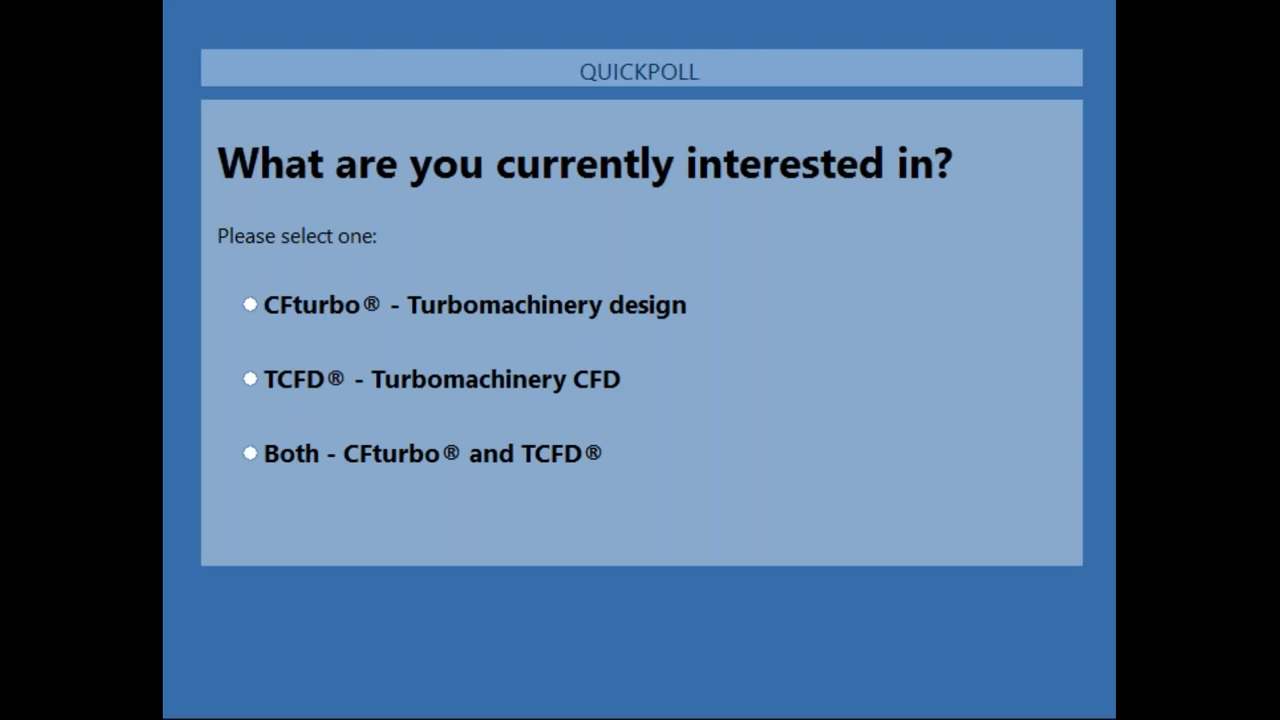 QUICKPOLL
What are you currently interested in?
Please select one:
CFturbo® - Turbomachinery design
TCFD® - Turbomachinery CFD
Both - CFturbo® and TCFD®